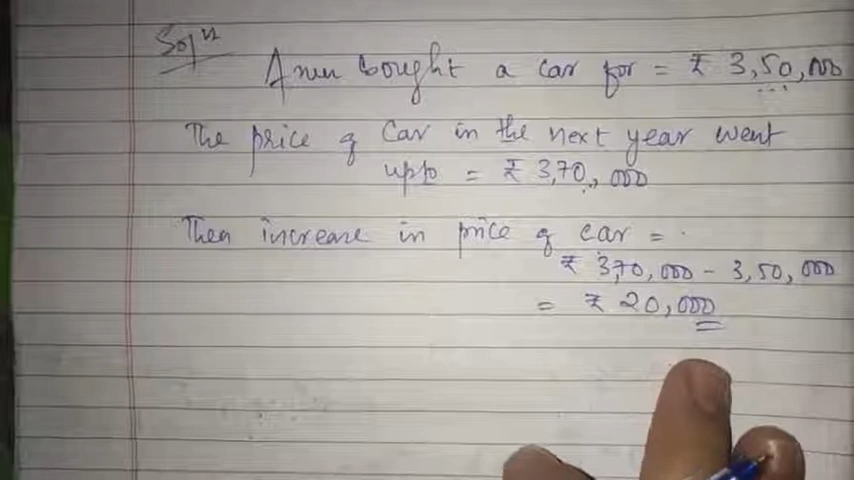 Solⁿ
Arun bought a car for = ₹ 3,50,000
The price of Car in the next year went
upto = ₹ 3,70,000
Then increase in price of car =
₹ 3,70,000 - 3,50,000
= ₹ 20,000